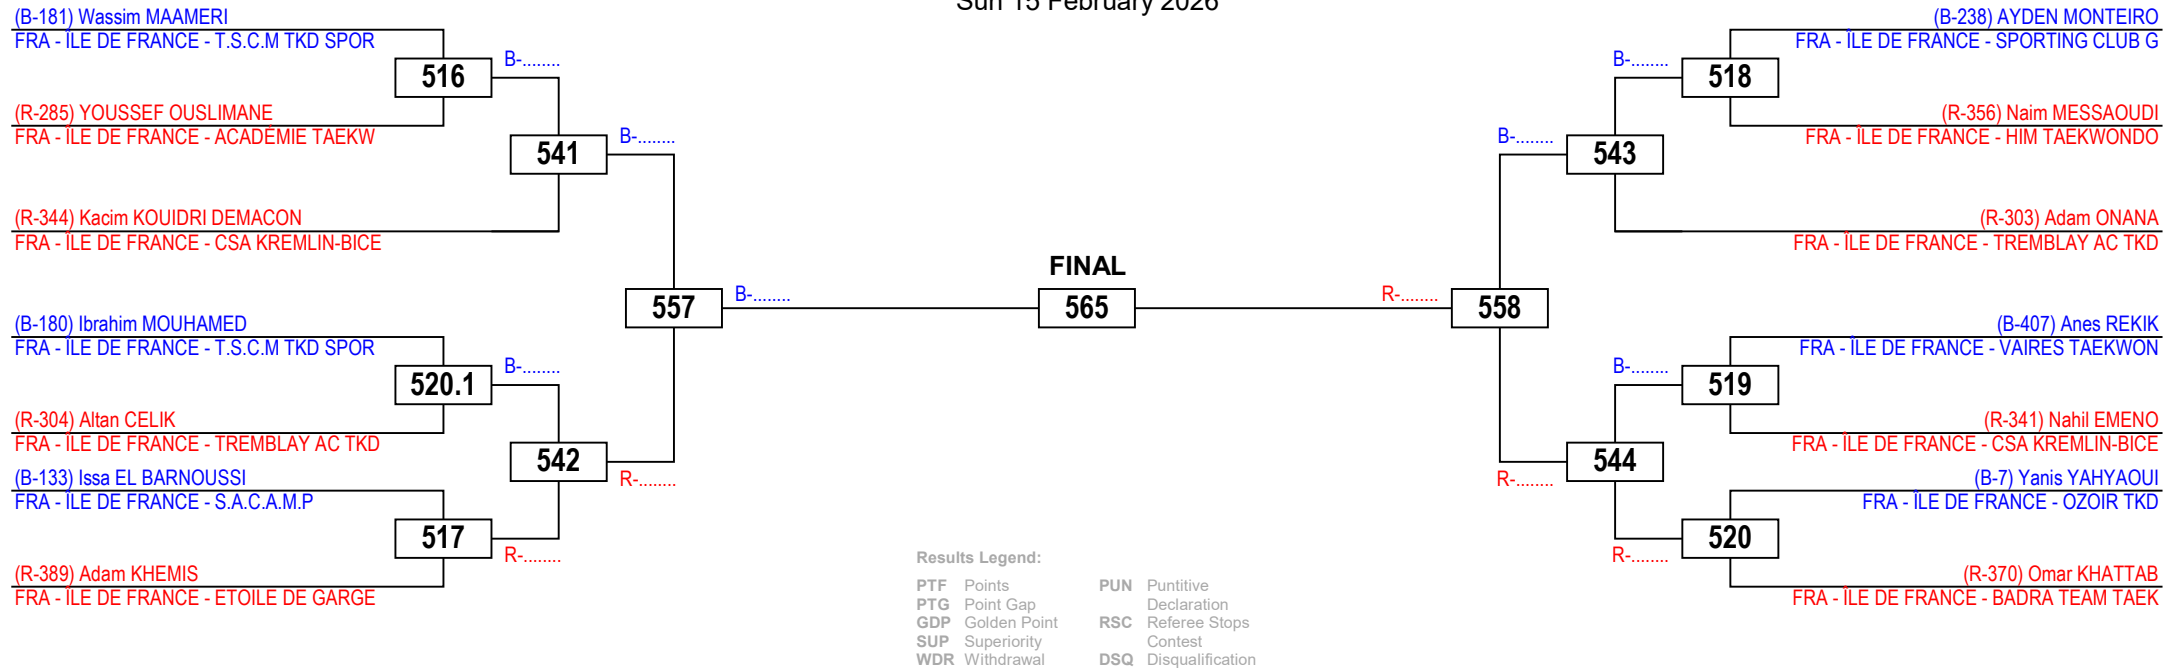 Sun 15 February 2026
(B-181) Wassim MAAMERI
FRA - ÎLE DE FRANCE - T.S.C.M TKD SPOR
516
B-........
(R-285) YOUSSEF OUSLIMANE
FRA - ÎLE DE FRANCE - ACADÉMIE TAEKW
541
B-........
(R-344) Kacim KOUIDRI DEMACON
FRA - ÎLE DE FRANCE - CSA KREMLIN-BICE
557
B-........
(B-180) Ibrahim MOUHAMED
FRA - ÎLE DE FRANCE - T.S.C.M TKD SPOR
520.1
B-........
(R-304) Altan CELIK
FRA - ÎLE DE FRANCE - TREMBLAY AC TKD
542
R-........
(B-133) Issa EL BARNOUSSI
FRA - ÎLE DE FRANCE - S.A.C.A.M.P
517
R-........
(R-389) Adam KHEMIS
FRA - ÎLE DE FRANCE - ETOILE DE GARGE
FINAL
565
(B-238) AYDEN MONTEIRO
FRA - ÎLE DE FRANCE - SPORTING CLUB G
B-........
518
(R-356) Naim MESSAOUDI
FRA - ÎLE DE FRANCE - HIM TAEKWONDO
B-........
543
(R-303) Adam ONANA
FRA - ÎLE DE FRANCE - TREMBLAY AC TKD
R-........
558
(B-407) Anes REKIK
FRA - ÎLE DE FRANCE - VAIRES TAEKWON
B-........
519
(R-341) Nahil EMENO
FRA - ÎLE DE FRANCE - CSA KREMLIN-BICE
R-........
544
(B-7) Yanis YAHYAOUI
FRA - ÎLE DE FRANCE - OZOIR TKD
R-........
520
(R-370) Omar KHATTAB
FRA - ÎLE DE FRANCE - BADRA TEAM TAEK
Results Legend:
PTF Points
PTG Point Gap
GDP Golden Point
SUP Superiority
WDR Withdrawal
PUN Puntitive
Declaration
RSC Referee Stops
Contest
DSQ Disqualification